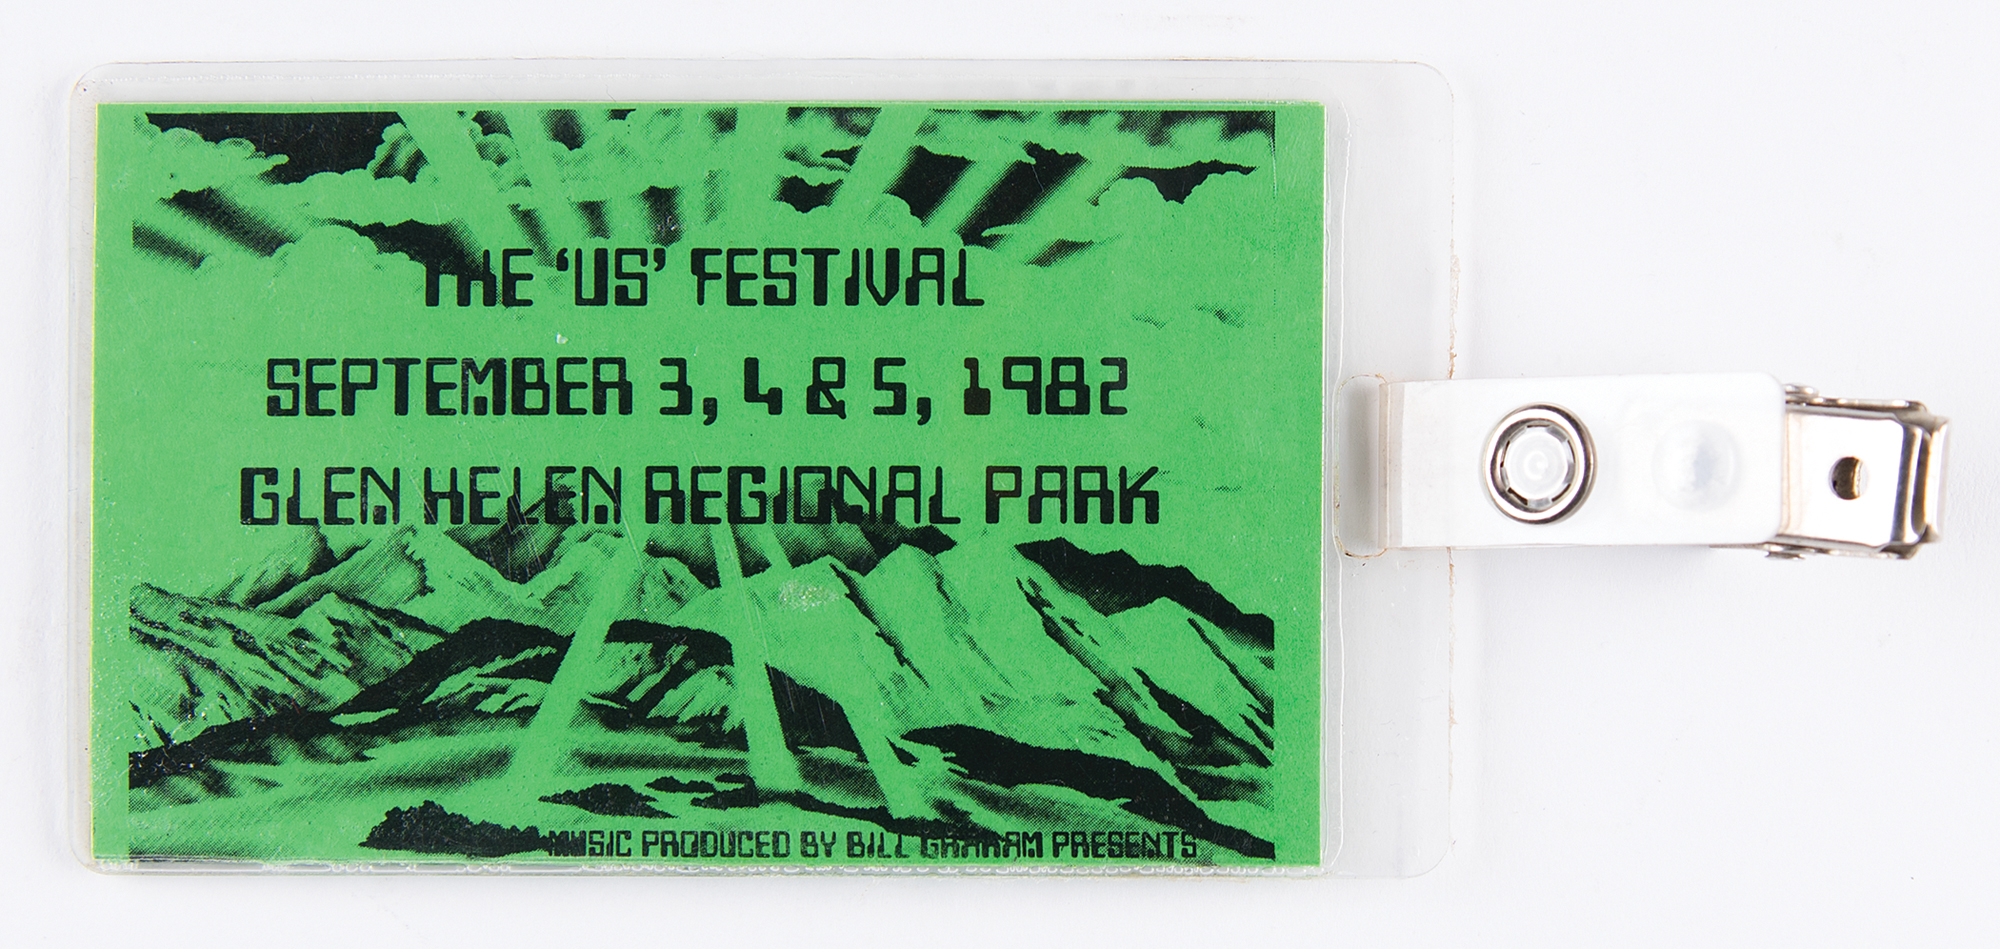 THE ‘US’ FESTIVAL
SEPTEMBER 3, 4 & 5, 1982
GLEN HELEN REGIONAL PARK
MUSIC PRODUCED BY BILL GRAHAM PRESENTS